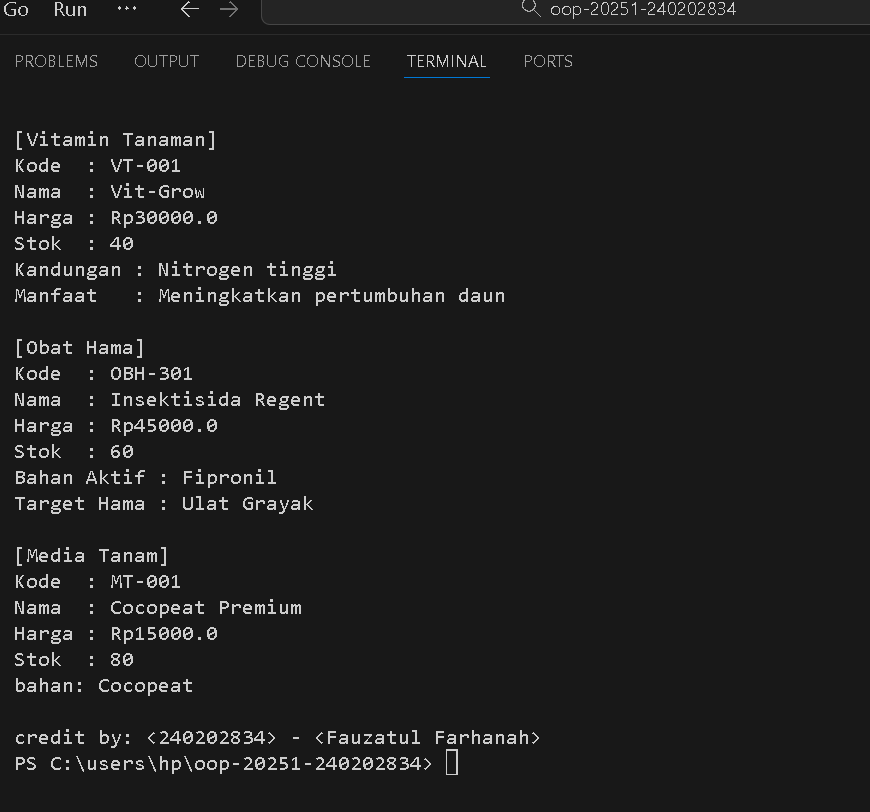 Go Run ... oop-20251-240202834
PROBLEMS OUTPUT DEBUG CONSOLE TERMINAL PORTS
[Vitamin Tanaman]
Kode  : VT-001
Nama  : Vit-Grow
Harga : Rp30000.0
Stok  : 40
Kandungan : Nitrogen tinggi
Manfaat   : Meningkatkan pertumbuhan daun
[Obat Hama]
Kode  : OBH-301
Nama  : Insektisida Regent
Harga : Rp45000.0
Stok  : 60
Bahan Aktif : Fipronil
Target Hama : Ulat Grayak
[Media Tanam]
Kode  : MT-001
Nama  : Cocopeat Premium
Harga : Rp15000.0
Stok  : 80
bahan: Cocopeat
credit by: <240202834> - <Fauzatul Farhanah>
PS C:\users\hp\oop-20251-240202834>